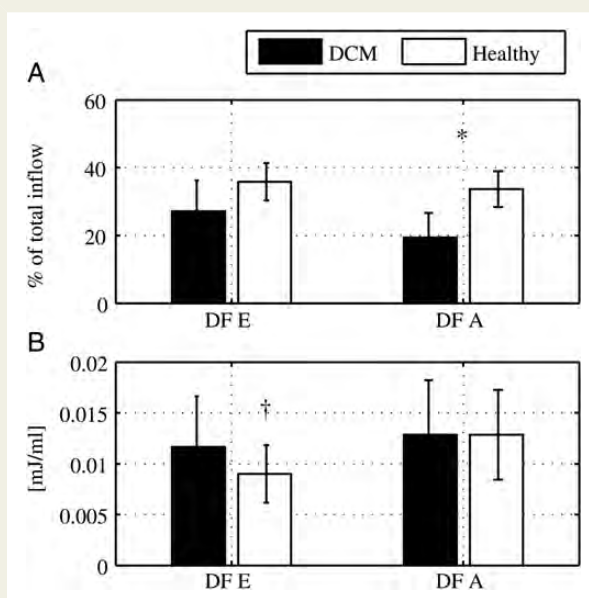 DCM Healthy
A
60
*
40
20
0
% of total inflow
DF E DF A
B
0.02
†
0.015
0.01
0.005
0
[mJ/ml]
DF E DF A